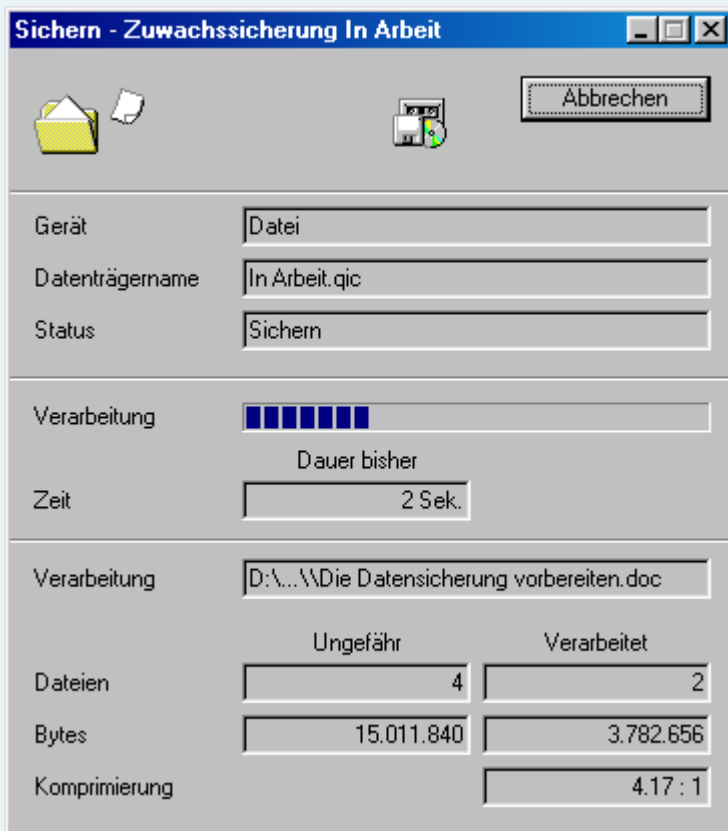 Sichern - Zuwachssicherung In Arbeit
Abbrechen
Gerät Datei
Datenträgername In Arbeit.qic
Status Sichern
Verarbeitung
Dauer bisher
Zeit 2 Sek.
Verarbeitung D:\...\\Die Datensicherung vorbereiten.doc
Ungefähr Verarbeitet
Dateien 4 2
Bytes 15.011.840 3.782.656
Komprimierung 4.17 : 1